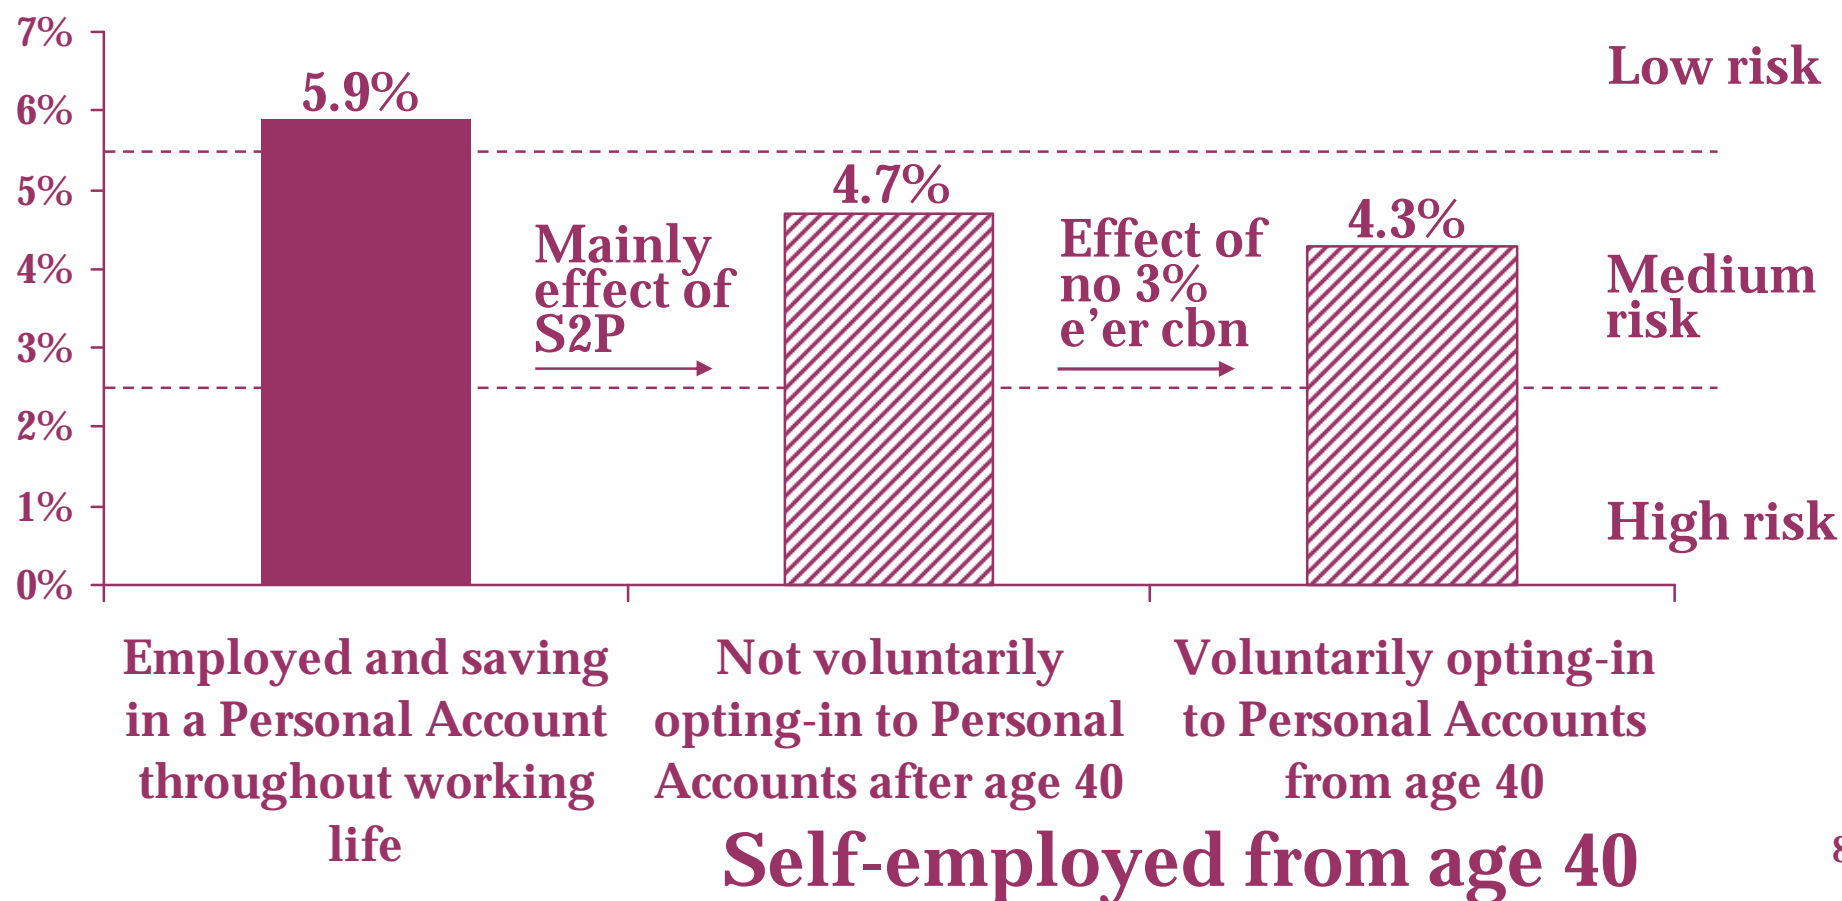 7%
6%
5%
4%
3%
2%
1%
0%
5.9%
4.7%
4.3%
Mainly
effect of
S2P
Effect of
no 3%
e’er cbn
Low risk
Medium
risk
High risk
Employed and saving
in a Personal Account
throughout working
life
Not voluntarily
opting-in to Personal
Accounts after age 40
Voluntarily opting-in
to Personal Accounts
from age 40
Self-employed from age 40